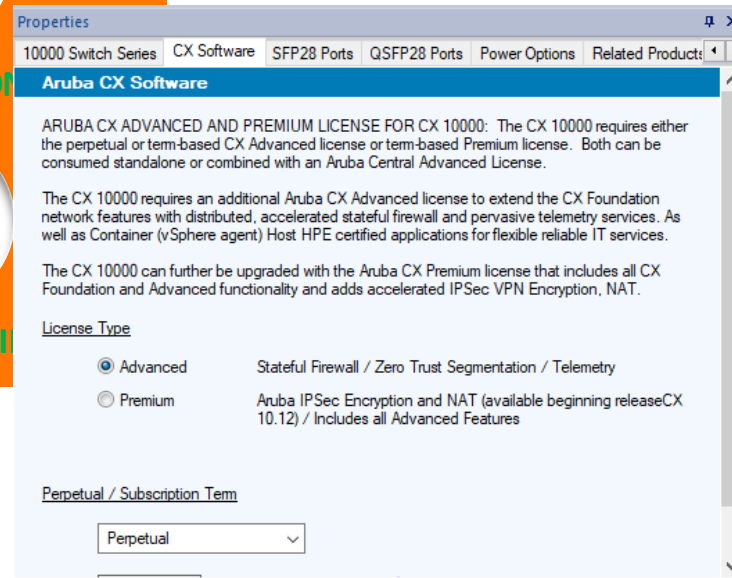 Properties
10000 Switch Series CX Software SFP28 Ports QSFP28 Ports Power Options Related Products
Aruba CX Software
ARUBA CX ADVANCED AND PREMIUM LICENSE FOR CX 10000: The CX 10000 requires either
the perpetual or term-based CX Advanced license or term-based Premium license. Both can be
consumed standalone or combined with an Aruba Central Advanced License.
The CX 10000 requires an additional Aruba CX Advanced license to extend the CX Foundation
network features with distributed, accelerated stateful firewall and pervasive telemetry services. As
well as Container (vSphere agent) Host HPE certified applications for flexible reliable IT services.
The CX 10000 can further be upgraded with the Aruba CX Premium license that includes all CX
Foundation and Advanced functionality and adds accelerated IPSec VPN Encryption, NAT.
License Type
Advanced Stateful Firewall / Zero Trust Segmentation / Telemetry
Premium Aruba IPSec Encryption and NAT (available beginning releaseCX
10.12) / Includes all Advanced Features
Perpetual / Subscription Term
Perpetual